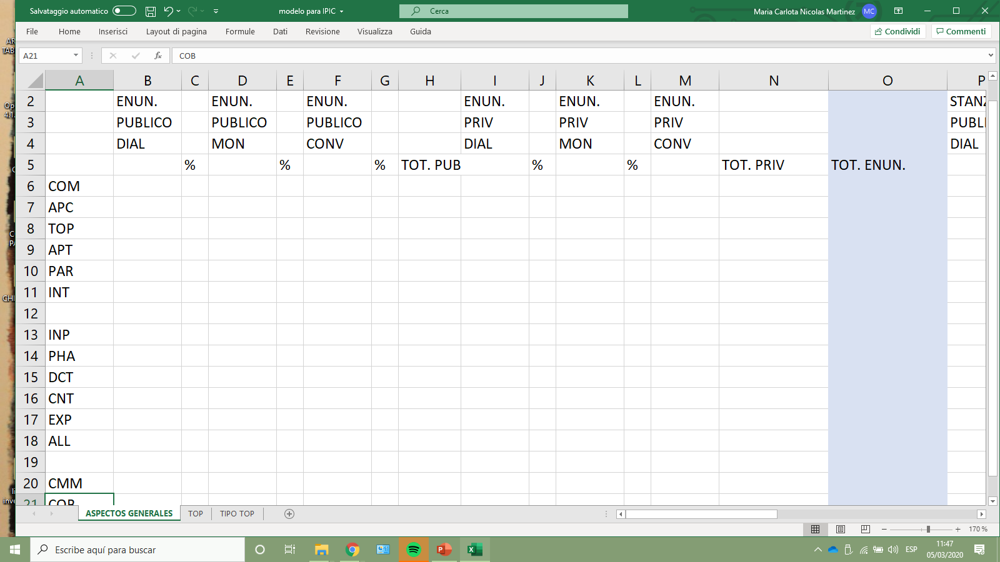 Salvataggio automatico
modelo para IPIC
Cerca
Maria Carlota Nicolas Martinez
MC
File Home Inserisci Layout di pagina Formule Dati Revisione Visualizza Guida
Condividi Commenti
A21
fx
COB
A B C D E F G H I J K L M N O P
2 ENUN. ENUN. ENUN. ENUN. ENUN. ENUN.
3 PUBLICO PUBLICO PUBLICO PRIV PRIV PRIV
4 DIAL MON CONV DIAL MON CONV DIAL
5 % % % TOT. PUB % % TOT. PRIV TOT. ENUN.
6 COM
7 APC
8 TOP
9 APT
10 PAR
11 INT
12
13 INP
14 PHA
15 DCT
16 CNT
17 EXP
18 ALL
19
20 CMM
21 COB
ASPECTOS GENERALES TOP TIPO TOP
170 %
Escribe aquí para buscar
ESP
11:47
05/03/2020